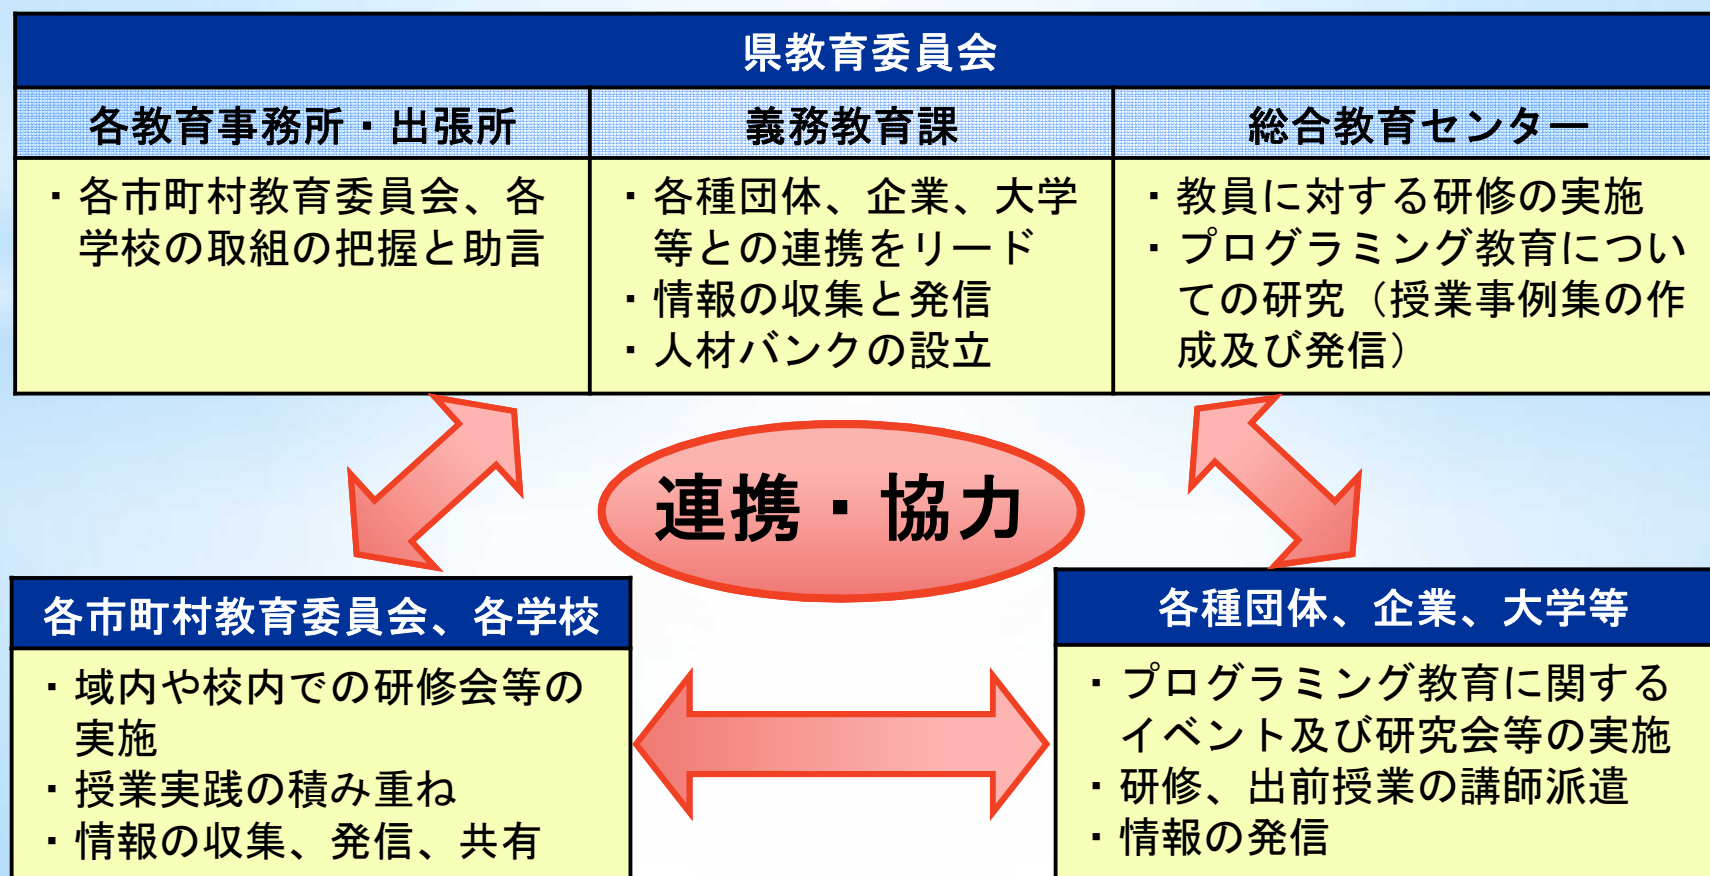 県教育委員会
各教育事務所・出張所
義務教育課
総合教育センター
・各市町村教育委員会、各
学校の取組の把握と助言
・各種団体、企業、大学
等との連携をリード
・情報の収集と発信
・人材バンクの設立
・教員に対する研修の実施
・プログラミング教育につい
ての研究（授業事例集の作
成及び発信）
連携・協力
各市町村教育委員会、各学校
・域内や校内での研修会等の
実施
・授業実践の積み重ね
・情報の収集、発信、共有
各種団体、企業、大学等
・プログラミング教育に関する
イベント及び研究会等の実施
・研修、出前授業の講師派遣
・情報の発信